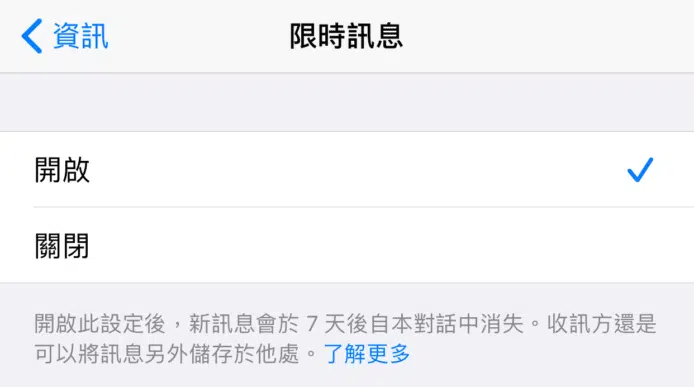 資訊
限時訊息
開啟
關閉
開啟此設定後，新訊息會於 7 天後自本對話中消失。收訊方還是
可以將訊息另外儲存於他處。了解更多